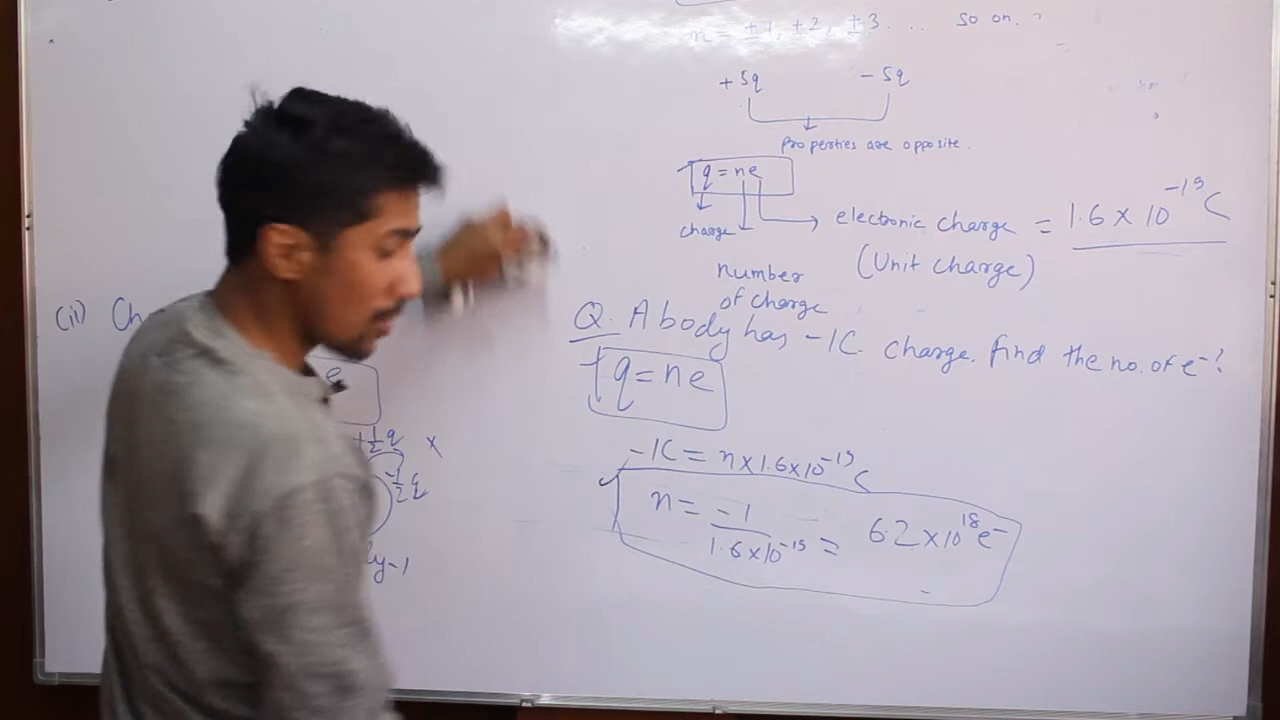 n = ±1, ±2, ±3 ... so on.
+5q - 5q
properties are opposite.
q = ne
electronic charge = 1.6 × 10^-19 C
charge
(Unit charge)
number
of charge
(ii) Ch
Q. A body has -1C charge. find the no. of e⁻?
q = ne
e
+½q ×
-1C = n×1.6×10^-19 C
-½q
n = -1/1.6×10^-19 = 6.2×10^18 e⁻
y-1